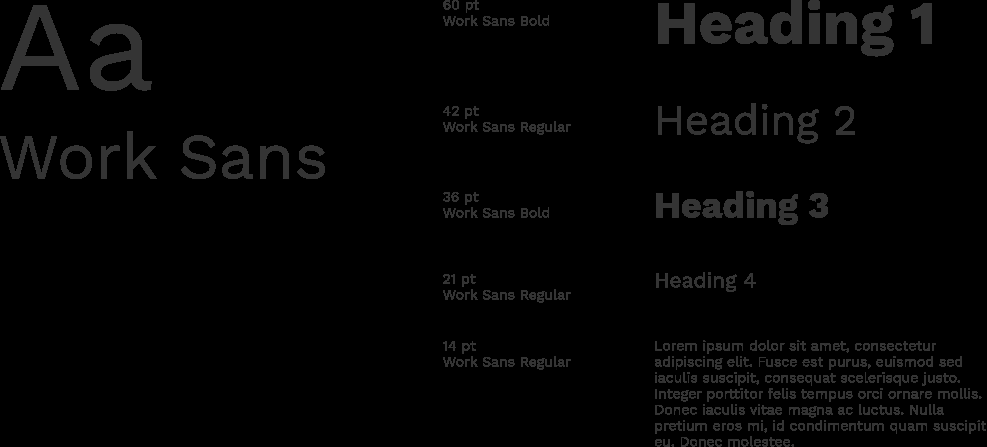 Aa
Work Sans
60 pt
Work Sans Bold
Heading 1
42 pt
Work Sans Regular
Heading 2
36 pt
Work Sans Bold
Heading 3
21 pt
Work Sans Regular
Heading 4
14 pt
Work Sans Regular
Lorem ipsum dolor sit amet, consectetur
adipiscing elit. Fusce est purus, euismod sed
iaculis suscipit, consequat scelerisque justo.
Integer porttitor felis tempus orci ornare mollis.
Donec iaculis vitae magna ac luctus. Nulla
pretium eros mi, id condimentum quam suscipit
eu. Donec molestee.